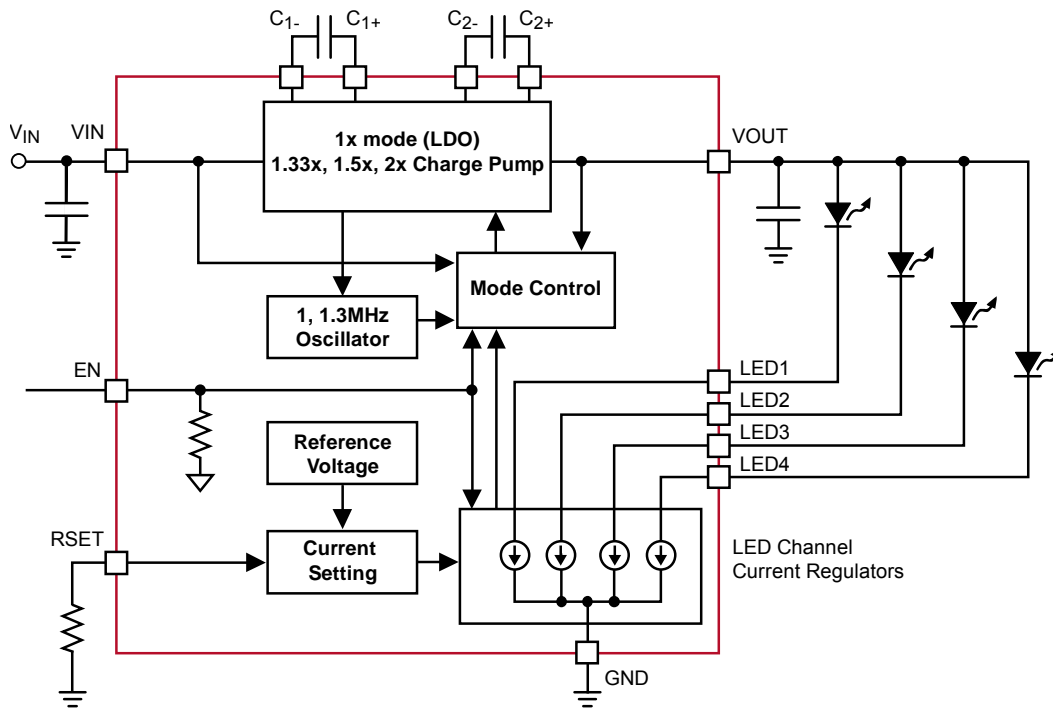 C1- C1+ C2- C2+
VIN VIN
1x mode (LDO)
1.33x, 1.5x, 2x Charge Pump
VOUT
Mode Control
1, 1.3MHz
Oscillator
EN
LED1
LED2
LED3
LED4
Reference
Voltage
RSET
Current
Setting
LED Channel
Current Regulators
GND